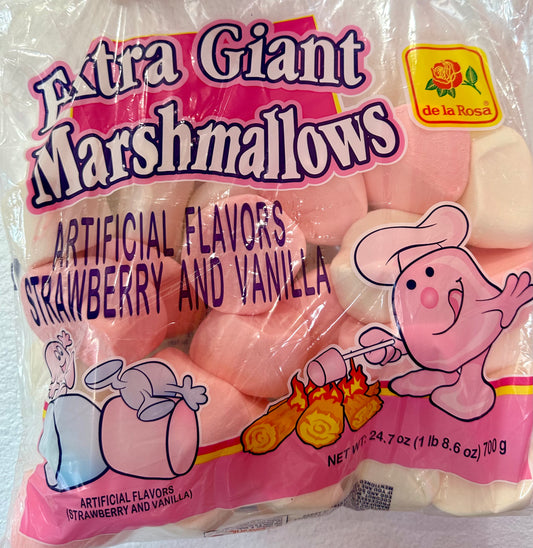 Extra Giant
Marshmallows
de la Rosa®
ARTIFICIAL FLAVORS
STRAWBERRY AND VANILLA
NET WT. 24.7 oz (1 lb 8.6 oz) 700 g
ARTIFICIAL FLAVORS
(STRAWBERRY AND VANILLA)